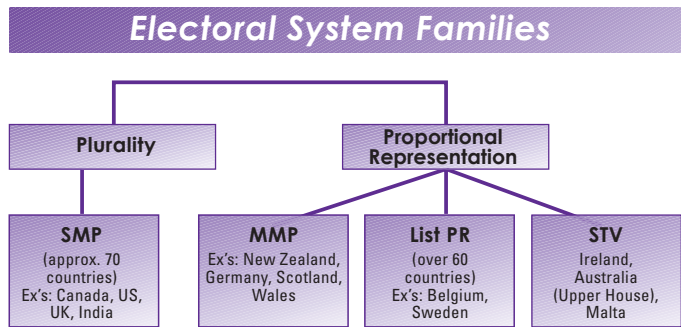 Electoral System Families
Plurality
Proportional
Representation
SMP
(approx. 70
countries)
Ex's: Canada, US,
UK, India
MMP
Ex's: New Zealand,
Germany, Scotland,
Wales
List PR
(over 60
countries)
Ex's: Belgium,
Sweden
STV
Ireland,
Australia
(Upper House),
Malta